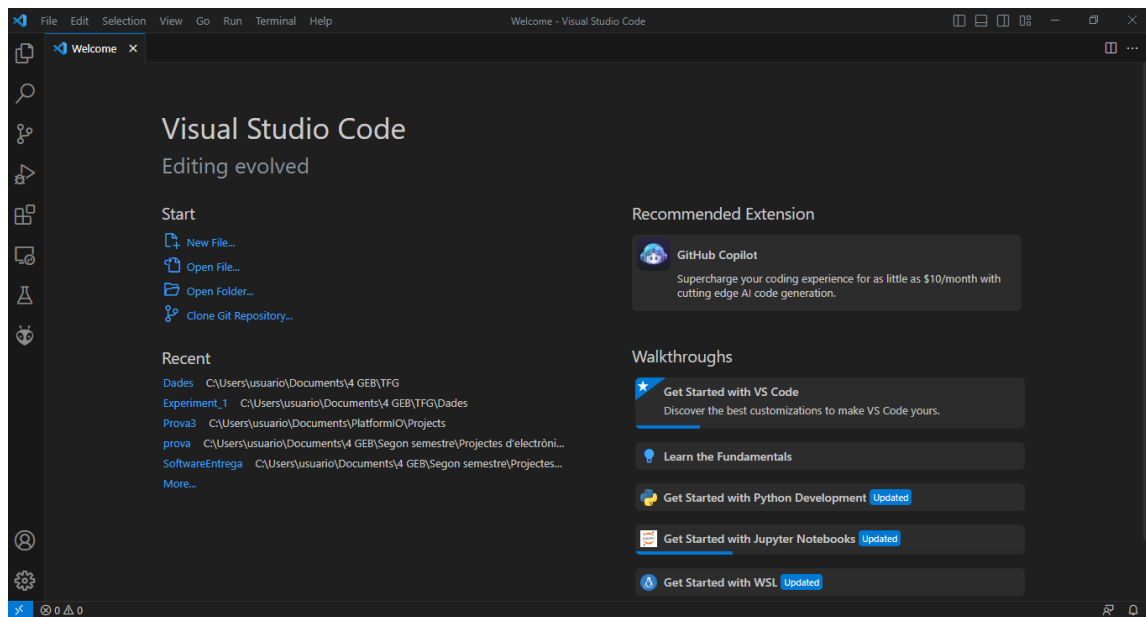 File Edit Selection View Go Run Terminal Help
Welcome - Visual Studio Code
Welcome
Visual Studio Code
Editing evolved
Start
New File...
Open File...
Open Folder...
Clone Git Repository...
Recent
Dades C:\Users\usuario\Documents\4 GEB\TFG
Experiment_1 C:\Users\usuario\Documents\4 GEB\TFG\Dades
Prova3 C:\Users\usuario\Documents\PlatformIO\Projects
prova C:\Users\usuario\Documents\4 GEB\Segon semestre\Projectes d'electròni...
SoftwareEntrega C:\Users\usuario\Documents\4 GEB\Segon semestre\Projectes...
More...
Recommended Extension
GitHub Copilot
Supercharge your coding experience for as little as $10/month with
cutting edge AI code generation.
Walkthroughs
Get Started with VS Code
Discover the best customizations to make VS Code yours.
Learn the Fundamentals
Get Started with Python Development Updated
Get Started with Jupyter Notebooks Updated
Get Started with WSL Updated
0 0